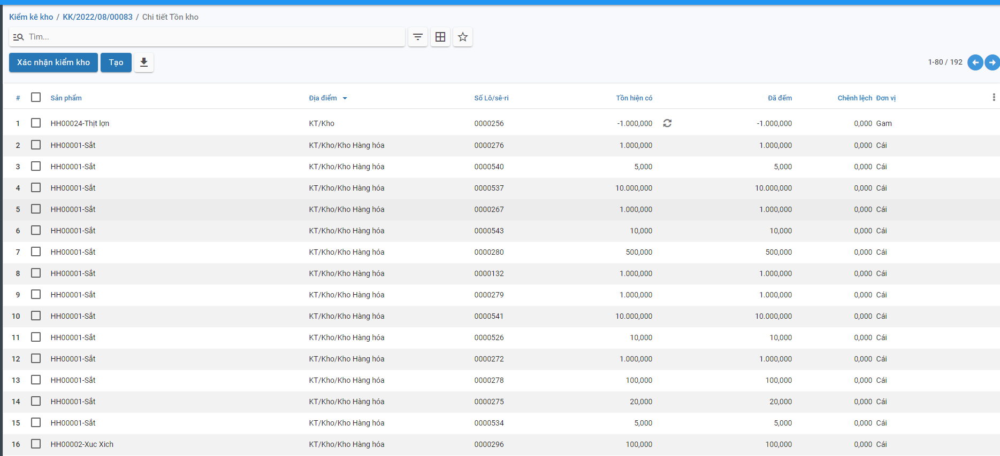 Kiểm kê kho / KK/2022/08/00083 / Chi tiết Tồn kho
Tìm...
Xác nhận kiểm kho Tạo 1-80 / 192
# Sản phẩm Địa điểm Số Lô/sê-ri Tồn hiện có Đã đếm Chênh lệch Đơn vị
1 HH00024-Thịt lợn KT/Kho 0000256 -1.000,000 -1.000,000 0,000 Gam
2 HH00001-Sắt KT/Kho/Kho Hàng hóa 0000276 1.000,000 1.000,000 0,000 Cái
3 HH00001-Sắt KT/Kho/Kho Hàng hóa 0000540 5,000 5,000 0,000 Cái
4 HH00001-Sắt KT/Kho/Kho Hàng hóa 0000537 10.000,000 10.000,000 0,000 Cái
5 HH00001-Sắt KT/Kho/Kho Hàng hóa 0000267 1.000,000 1.000,000 0,000 Cái
6 HH00001-Sắt KT/Kho/Kho Hàng hóa 0000543 10,000 10,000 0,000 Cái
7 HH00001-Sắt KT/Kho/Kho Hàng hóa 0000280 500,000 500,000 0,000 Cái
8 HH00001-Sắt KT/Kho/Kho Hàng hóa 0000132 1.000,000 1.000,000 0,000 Cái
9 HH00001-Sắt KT/Kho/Kho Hàng hóa 0000279 1.000,000 1.000,000 0,000 Cái
10 HH00001-Sắt KT/Kho/Kho Hàng hóa 0000541 10.000,000 10.000,000 0,000 Cái
11 HH00001-Sắt KT/Kho/Kho Hàng hóa 0000526 10,000 10,000 0,000 Cái
12 HH00001-Sắt KT/Kho/Kho Hàng hóa 0000272 1.000,000 1.000,000 0,000 Cái
13 HH00001-Sắt KT/Kho/Kho Hàng hóa 0000278 100,000 100,000 0,000 Cái
14 HH00001-Sắt KT/Kho/Kho Hàng hóa 0000275 20,000 20,000 0,000 Cái
15 HH00001-Sắt KT/Kho/Kho Hàng hóa 0000534 5,000 5,000 0,000 Cái
16 HH00002-Xuc Xich KT/Kho/Kho Hàng hóa 0000296 100,000 100,000 0,000 Cái